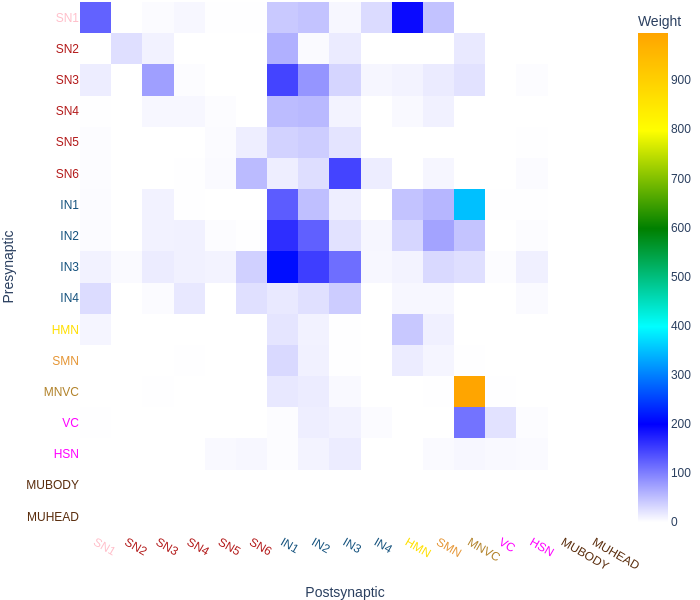 Weight
SN1
SN2
SN3
SN4
SN5
SN6
IN1
IN2
IN3
IN4
HMN
SMN
MNVC
VC
HSN
MUBODY
MUHEAD
Presynaptic
900
800
700
600
500
400
300
200
100
0
SN1 SN2 SN3 SN4 SN5 SN6 IN1 IN2 IN3 IN4 HMN SMN MNVC VC HSN MUBODY MUHEAD
Postsynaptic